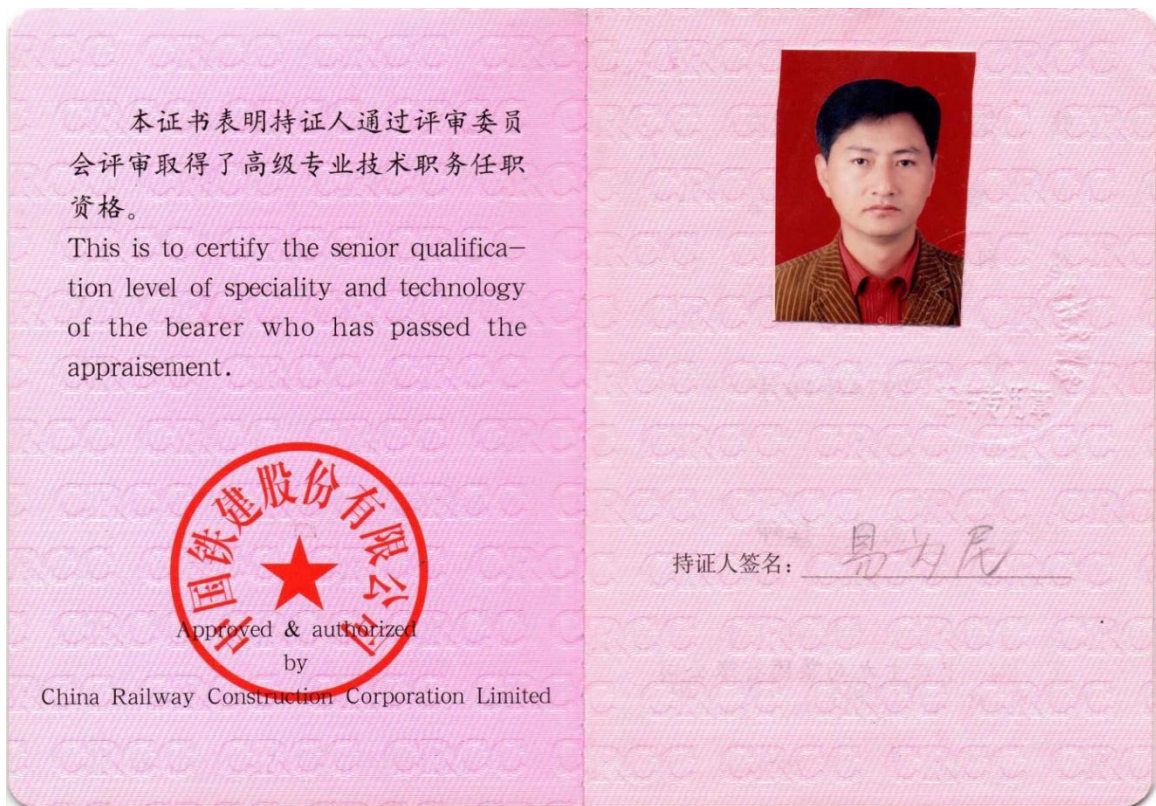 本证书表明持证人通过评审委员
会评审取得了高级专业技术职务任职
资格。
This is to certify the senior qualifica-
tion level of speciality and technology
of the bearer who has passed the
appraisement.
中国铁建股份有限公司
Approved & authorized
by
China Railway Construction Corporation Limited
持证人签名：易为民